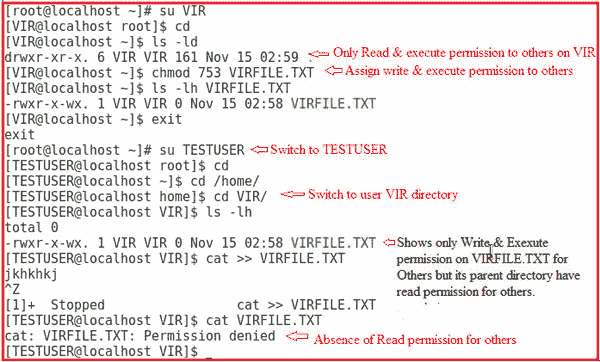 [root@localhost ~]# su VIR
[VIR@localhost root]$ cd
[VIR@localhost ~]$ ls -ld
drwxr-xr-x. 6 VIR VIR 161 Nov 15 02:59 . Only Read & execute permission to others on VIR
[VIR@localhost ~]$ chmod 753 VIRFILE.TXT Assign write & execute permission to others
[VIR@localhost ~]$ ls -lh VIRFILE.TXT
-rwxr-x-wx. 1 VIR VIR 0 Nov 15 02:58 VIRFILE.TXT
[VIR@localhost ~]$ exit
exit
[root@localhost ~]# su TESTUSER Switch to TESTUSER
[TESTUSER@localhost root]$ cd
[TESTUSER@localhost ~]$ cd /home/
[TESTUSER@localhost home]$ cd VIR/ Switch to user VIR directory
[TESTUSER@localhost VIR]$ ls -lh
total 0
-rwxr-x-wx. 1 VIR VIR 0 Nov 15 02:58 VIRFILE.TXT Shows only Write & Exexute
[TESTUSER@localhost VIR]$ cat >> VIRFILE.TXT permission on VIRFILE.TXT for
jkhkhkj Others but its parent directory have
^Z read permission for others.
[1]+ Stopped cat >> VIRFILE.TXT
[TESTUSER@localhost VIR]$ cat VIRFILE.TXT
cat: VIRFILE.TXT: Permission denied Absence of Read permission for others
[TESTUSER@localhost VIR]$ _